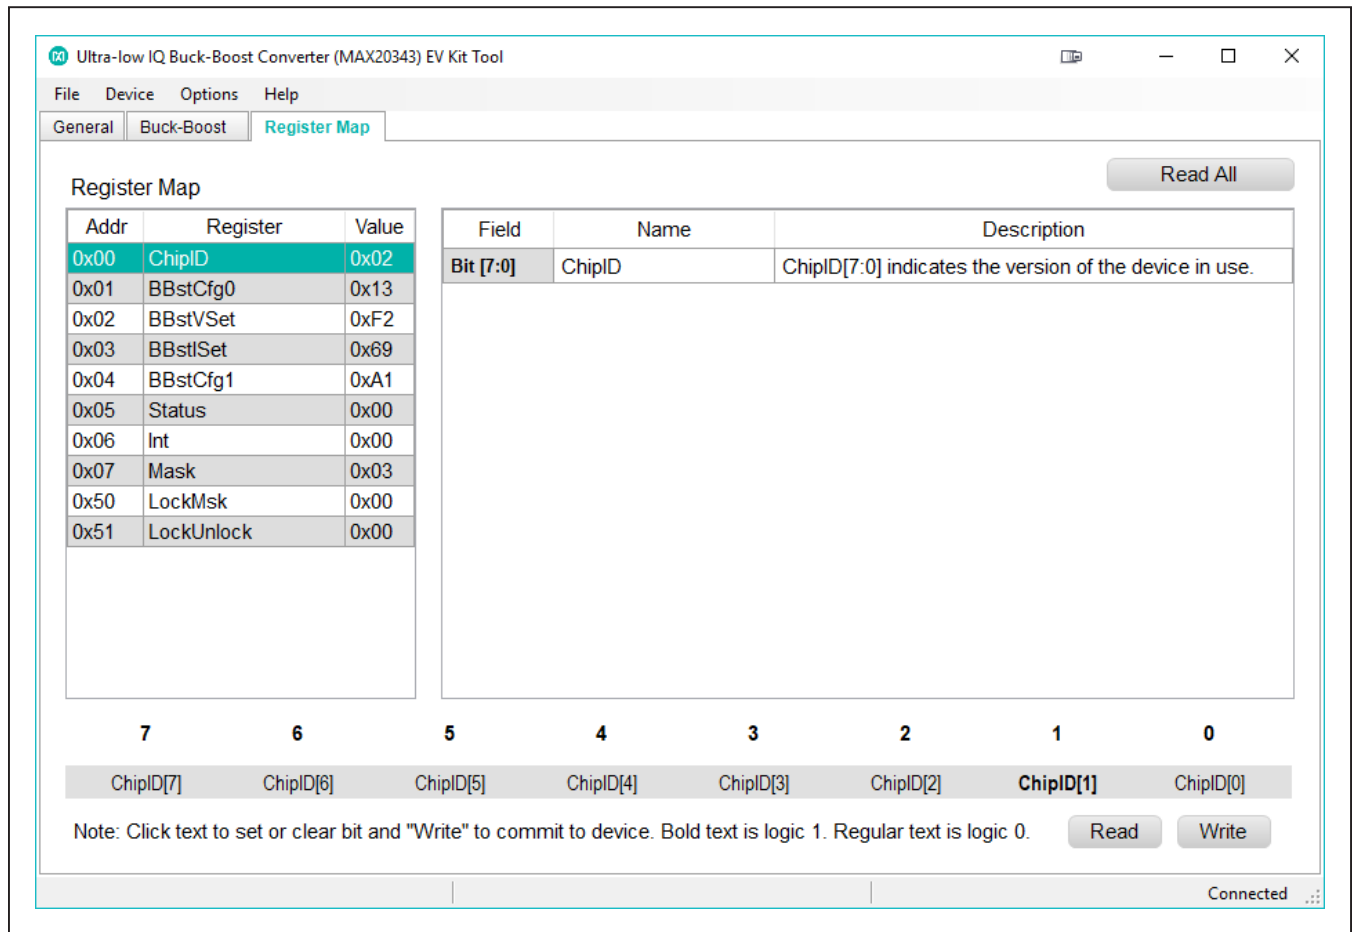 Ultra-low IQ Buck-Boost Converter (MAX20343) EV Kit Tool
File Device Options Help
General Buck-Boost Register Map
Read All
Register Map
Addr Register Value
0x00 ChipID 0x02
0x01 BBstCfg0 0x13
0x02 BBstVSet 0xF2
0x03 BBstISet 0x69
0x04 BBstCfg1 0xA1
0x05 Status 0x00
0x06 Int 0x00
0x07 Mask 0x03
0x50 LockMsk 0x00
0x51 LockUnlock 0x00
Field Name Description
Bit [7:0] ChipID ChipID[7:0] indicates the version of the device in use.
7 6 5 4 3 2 1 0
ChipID[7] ChipID[6] ChipID[5] ChipID[4] ChipID[3] ChipID[2] ChipID[1] ChipID[0]
Note: Click text to set or clear bit and "Write" to commit to device. Bold text is logic 1. Regular text is logic 0. Read Write
Connected